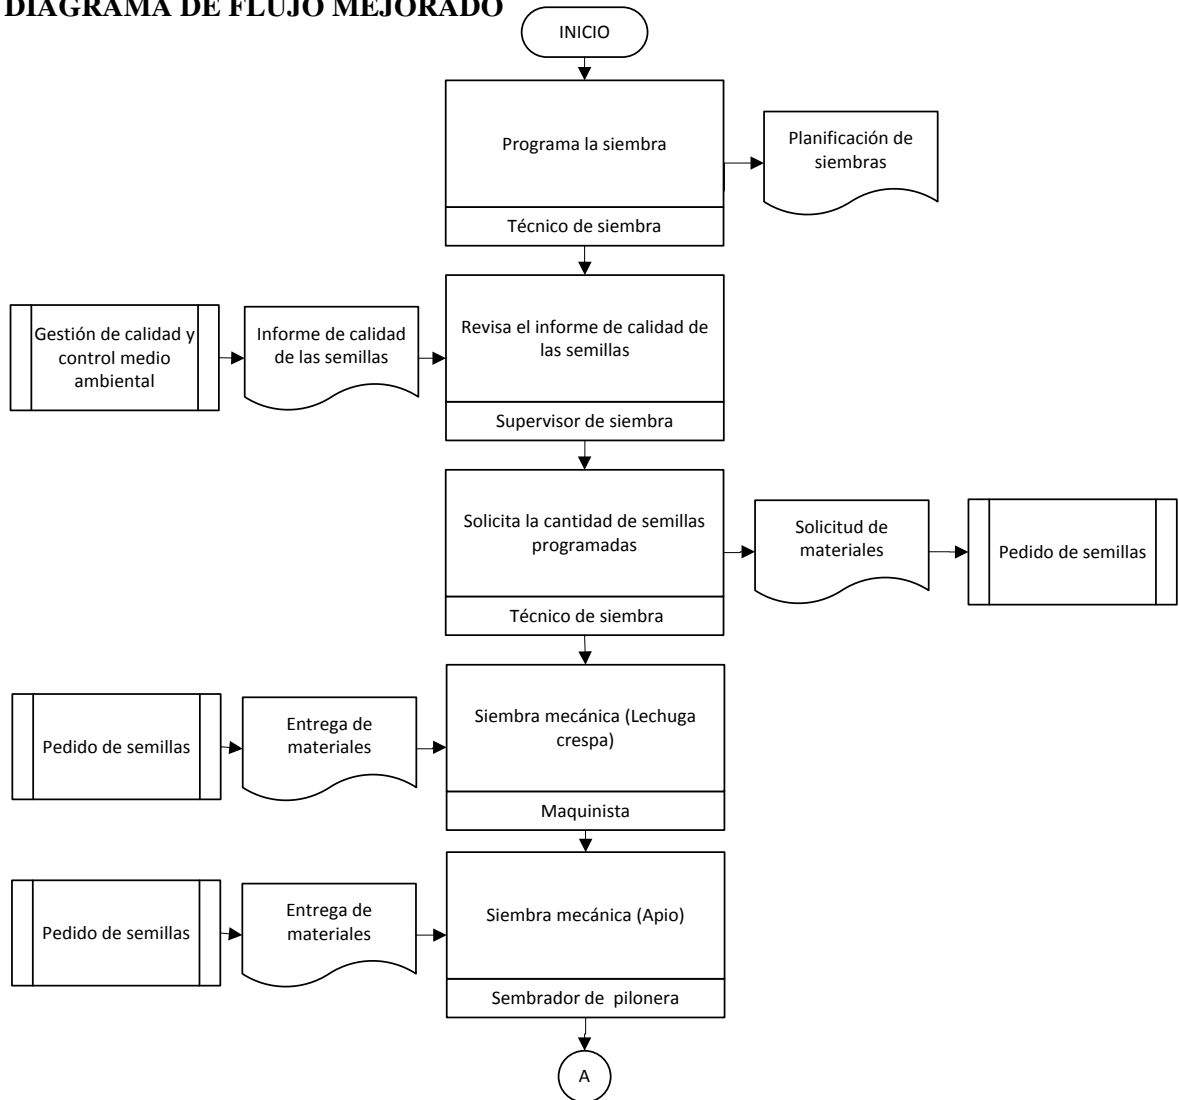 DIAGRAMA DE FLUJO MEJORADO
INICIO
Programa la siembra
Técnico de siembra
Planificación de
siembras
Gestión de calidad y
control medio
ambiental
Informe de calidad
de las semillas
Revisa el informe de calidad de
las semillas
Supervisor de siembra
Solicita la cantidad de semillas
programadas
Técnico de siembra
Solicitud de
materiales
Pedido de semillas
Pedido de semillas
Entrega de
materiales
Siembra mecánica (Lechuga
crespa)
Maquinista
Pedido de semillas
Entrega de
materiales
Siembra mecánica (Apio)
Sembrador de  pilonera
A